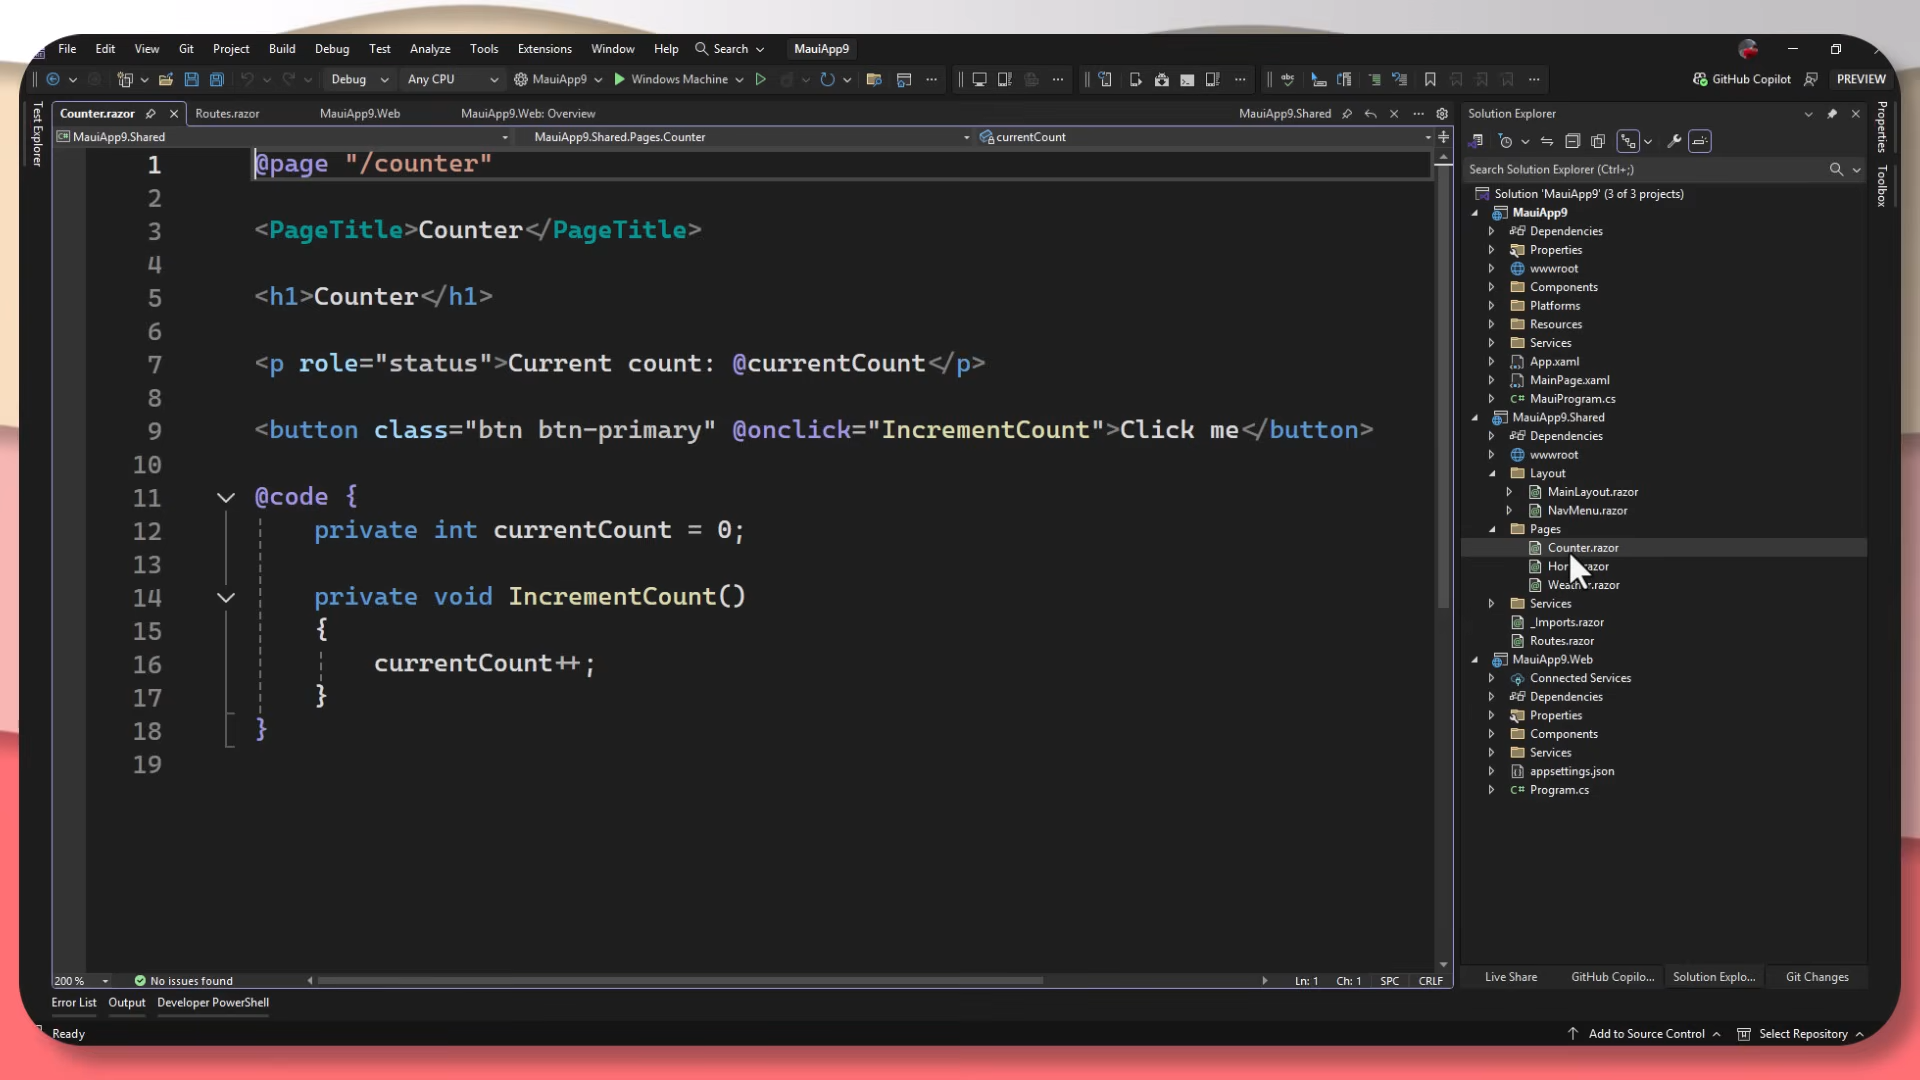 File Edit View Git Project Build Debug Test Analyze Tools Extensions Window Help Search MauiApp9
Debug Any CPU MauiApp9 Windows Machine GitHub Copilot PREVIEW
Test Explorer
Counter.razor Routes.razor MauiApp9.Web MauiApp9.Web: Overview MauiApp9.Shared
MauiApp9.Shared MauiApp9.Shared.Pages.Counter currentCount
1 @page "/counter"
2
3 <PageTitle>Counter</PageTitle>
4
5 <h1>Counter</h1>
6
7 <p role="status">Current count: @currentCount</p>
8
9 <button class="btn btn-primary" @onclick="IncrementCount">Click me</button>
10
11 @code {
12 private int currentCount = 0;
13
14 private void IncrementCount()
15 {
16 currentCount++;
17 }
18 }
19
200 % No issues found Ln: 1 Ch: 1 SPC CRLF
Error List Output Developer PowerShell
Solution Explorer
Search Solution Explorer (Ctrl+;)
Solution 'MauiApp9' (3 of 3 projects)
MauiApp9
Dependencies
Properties
wwwroot
Components
Platforms
Resources
Services
App.xaml
MainPage.xaml
C# MauiProgram.cs
MauiApp9.Shared
Dependencies
wwwroot
Layout
MainLayout.razor
NavMenu.razor
Pages
Counter.razor
Ho razor
Wea .razor
Services
_Imports.razor
Routes.razor
MauiApp9.Web
Connected Services
Dependencies
Properties
Components
Services
appsettings.json
C# Program.cs
Live Share GitHub Copilo... Solution Explo... Git Changes
Properties
Toolbox
Ready Add to Source Control Select Repository